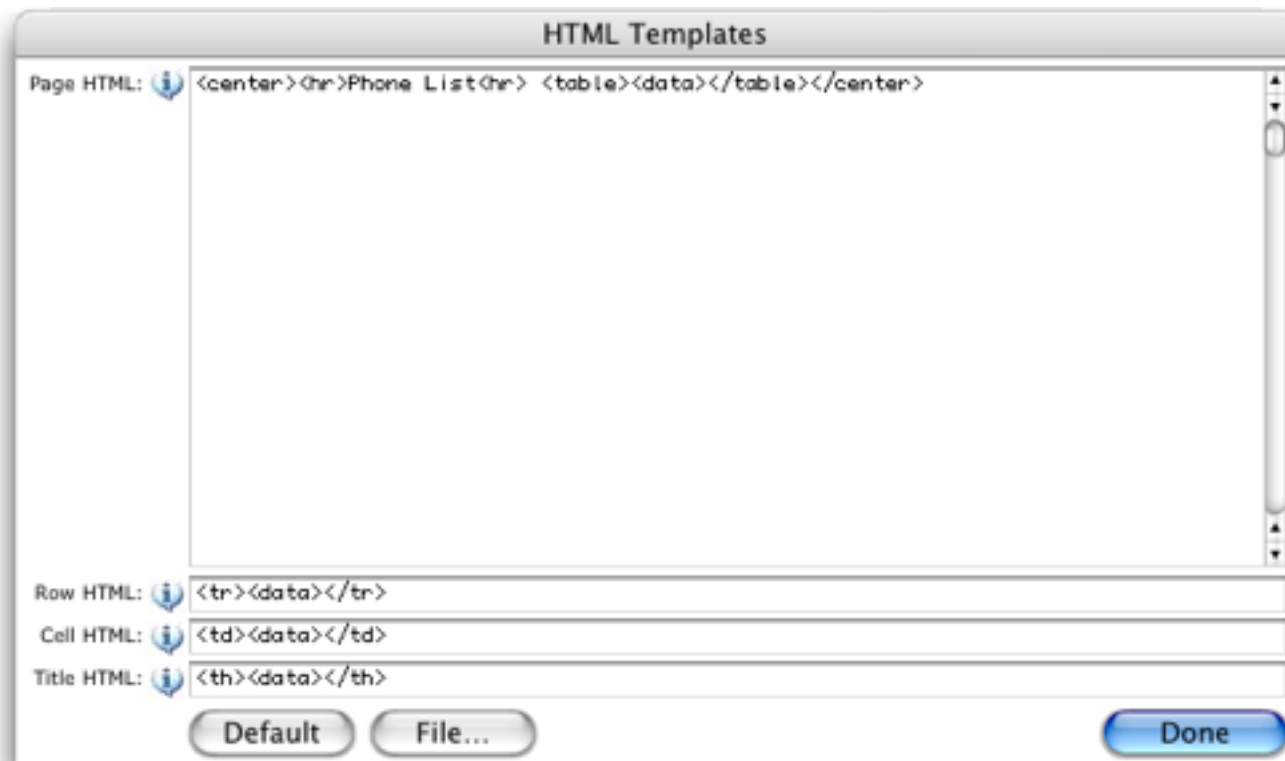 HTML Templates
Page HTML: <center><hr>Phone List<hr> <table><data></table></center>
Row HTML: <tr><data></tr>
Cell HTML: <td><data></td>
Title HTML: <th><data></th>
Default File... Done